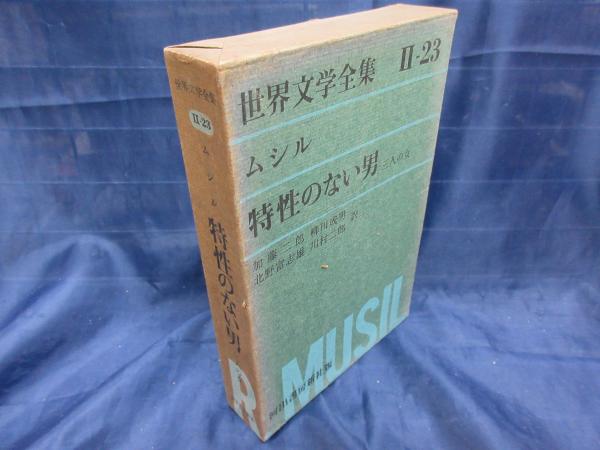 世界文学全集 II-23
ムシル
特性のない男 三人の女
加藤二郎 柳川成男
北野富志雄 川村二郎 訳
MUSIL
河出書房新社版
世界文学全集
II-23
ムシル
特性のない男
R